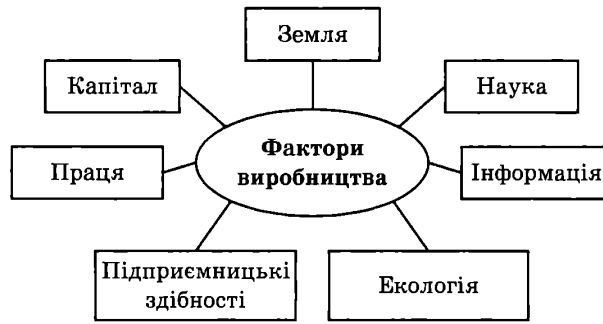 Земля
Капітал
Наука
Фактори
виробництва
Праця
Інформація
Підприємницькі
здібності
Екологія